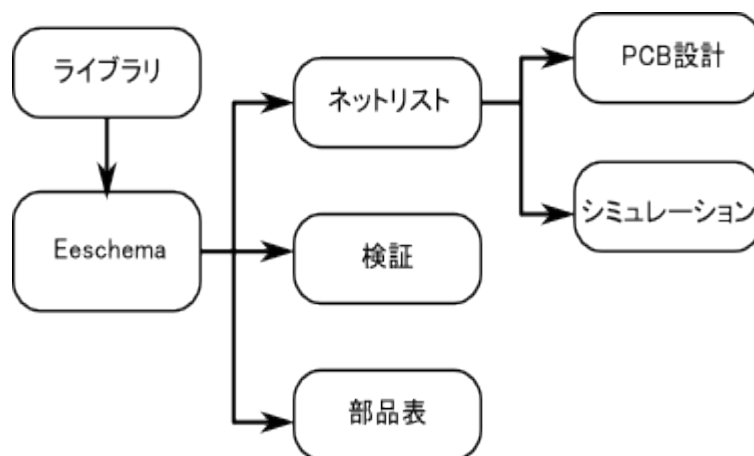 ライブラリ
Eeschema
ネットリスト
検証
部品表
PCB設計
シミュレーション